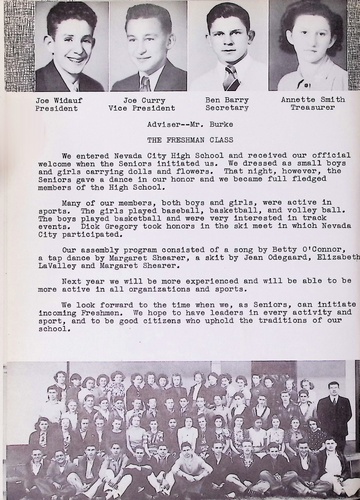 Joe Widauf Joe Curry Ben Barry Annette Smith
President Vice President Secretary Treasurer
Adviser--Mr. Burke
THE FRESHMAN CLASS
We entered Nevada City High School and received our official
welcome when the Seniors initiated us. We dressed as small boys
and girls carrying dolls and flowers. That night, however, the
Seniors gave a dance in our honor and we became full fledged
members of the High School.
Many of our members, both boys and girls, were active in
sports. The girls played baseball, basketball, and volley ball.
The boys played basketball and were very interested in track
events. Dick Gregory took honors in the ski meet in which Nevada
City participated.
Our assembly program consisted of a song by Betty O'Connor,
a tap dance by Margaret Shearer, a skit by Jean Odegaard, Elizabeth
LaValley and Margaret Shearer.
Next year we will be more experienced and will be able to be
more active in all organizations and sports.
We look forward to the time when we, as Seniors, can initiate
incoming Freshmen. We hope to have leaders in every activity and
sport, and to be good citizens who uphold the traditions of our
school.